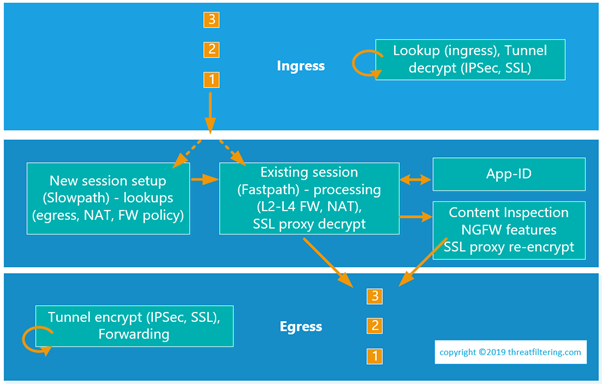 3
2
1
Ingress
Lookup (ingress), Tunnel
decrypt (IPSec, SSL)
New session setup
(Slowpath) - lookups
(egress, NAT, FW policy)
Existing session
(Fastpath) - processing
(L2-L4 FW, NAT),
SSL proxy decrypt
App-ID
Content Inspection
NGFW features
SSL proxy re-encrypt
Tunnel encrypt (IPSec, SSL),
Forwarding
Egress
3
2
1
copyright ©2019 threatfiltering.com